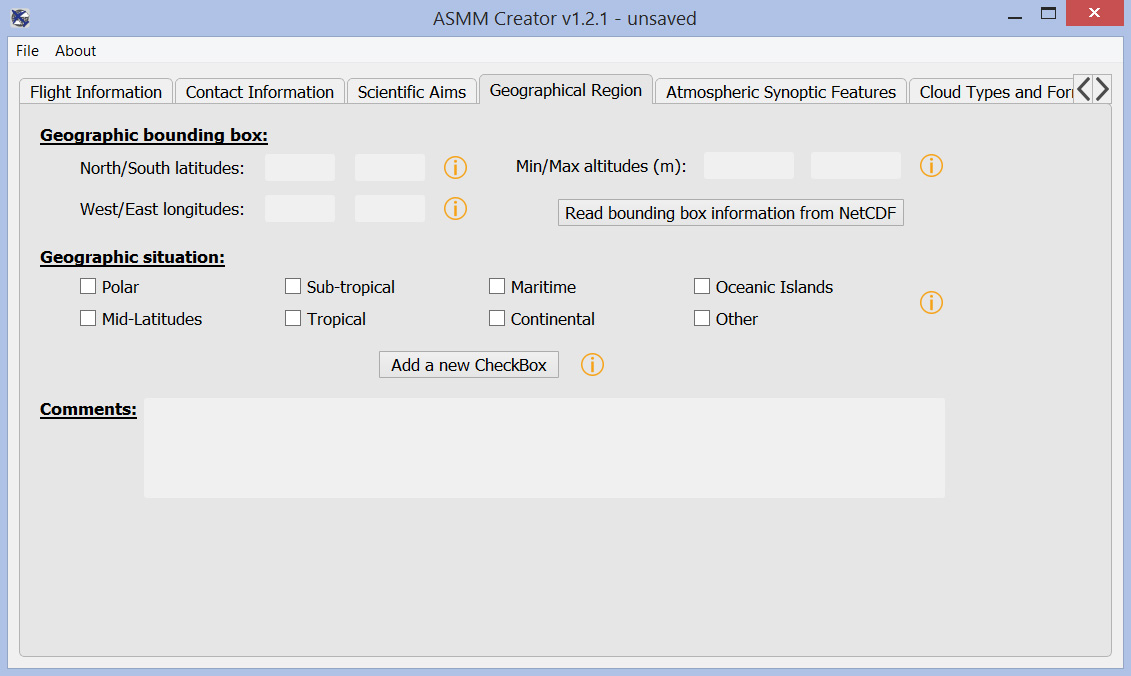 ASMM Creator v1.2.1 - unsaved
File About
Flight Information Contact Information Scientific Aims Geographical Region Atmospheric Synoptic Features Cloud Types and
Geographic bounding box:
North/South latitudes: Min/Max altitudes (m):
West/East longitudes: Read bounding box information from NetCDF
Geographic situation:
Polar Sub-tropical Maritime Oceanic Islands
Mid-Latitudes Tropical Continental Other
Add a new CheckBox
Comments: